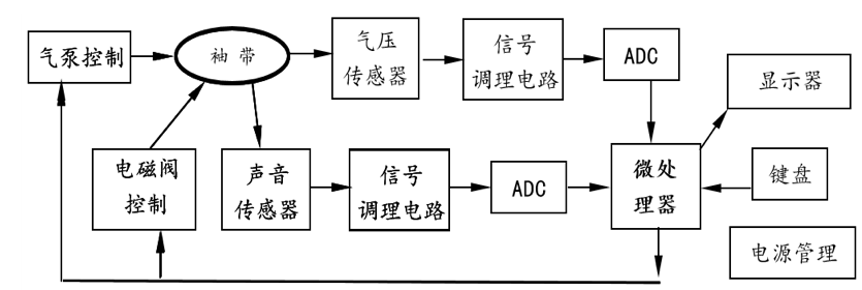 气泵控制
袖带
气压
传感器
信号
调理电路
ADC
显示器
电磁阀
控制
声音
传感器
信号
调理电路
ADC
微处
理器
键盘
电源管理